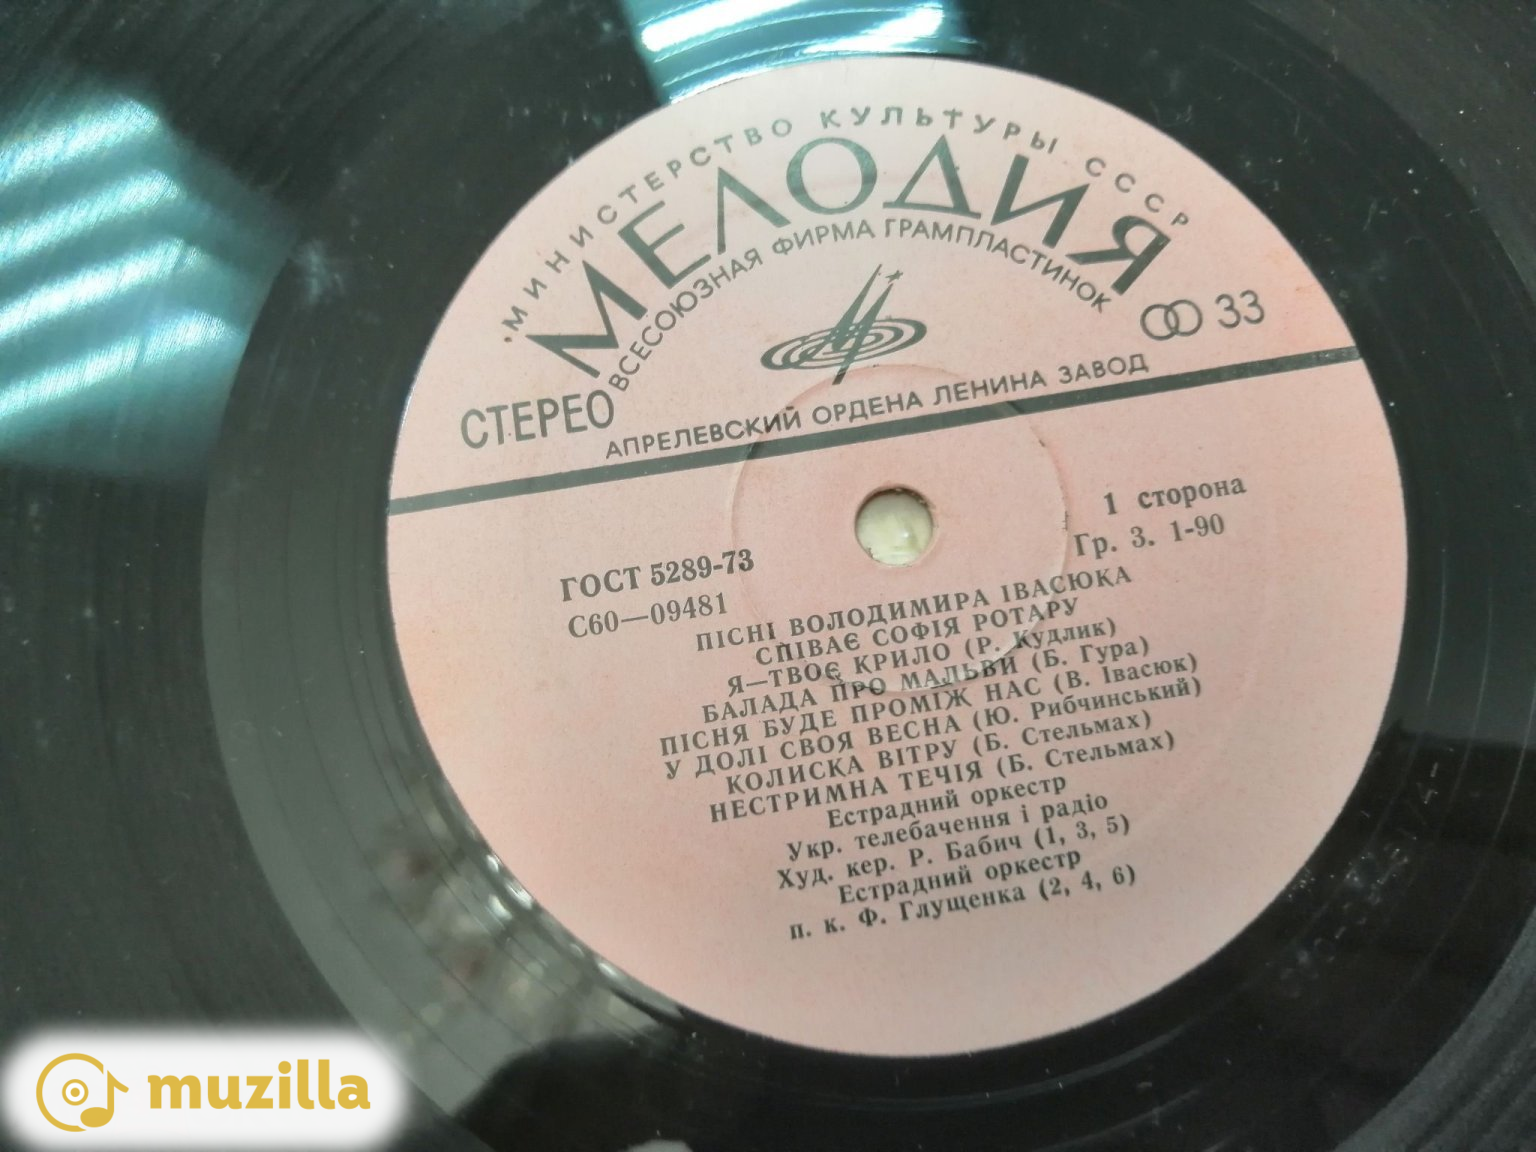 МИНИСТЕРСТВО КУЛЬТУРЫ СССР
МЕЛОДИЯ
ВСЕСОЮЗНАЯ ФИРМА ГРАМПЛАСТИНОК
СТЕРЕО
33
АПРЕЛЕВСКИЙ ОРДЕНА ЛЕНИНА ЗАВОД
1 сторона
ГОСТ 5289-73
Гр. 3. 1-90
С60—09481
ПІСНІ ВОЛОДИМИРА ІВАСЮКА
СПІВАЄ СОФІЯ РОТАРУ
Я—ТВОЄ КРИЛО (Р. Кудлик)
БАЛАДА ПРО МАЛЬВИ (Б. Гура)
ПІСНЯ БУДЕ ПРОМІЖ НАС (В. Івасюк)
У ДОЛІ СВОЯ ВЕСНА (Ю. Рибчинський)
КОЛИСКА ВІТРУ (Б. Стельмах)
НЕСТРИМНА ТЕЧІЯ (Б. Стельмах)
Естрадний оркестр
Укр. телебачення і радіо
Худ. кер. Р. Бабич (1, 3, 5)
Естрадний оркестр
п. к. Ф. Глущенка (2, 4, 6)
muzilla